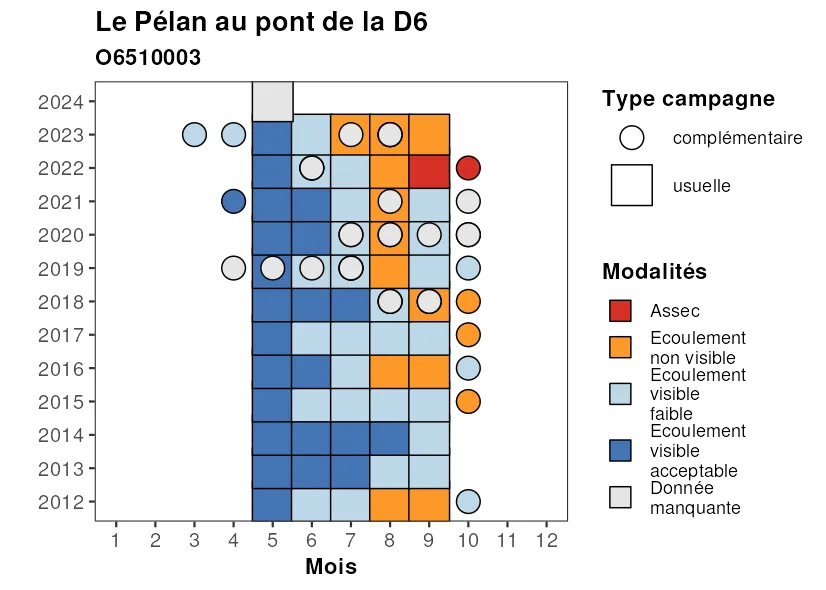 Le Pélan au pont de la D6
O6510003
2024
2023
2022
2021
2020
2019
2018
2017
2016
2015
2014
2013
2012
1 2 3 4 5 6 7 8 9 10 11 12
Mois
Type campagne
complémentaire
usuelle
Modalités
Assec
Ecoulement
non visible
Ecoulement
visible
faible
Ecoulement
visible
acceptable
Donnée
manquante